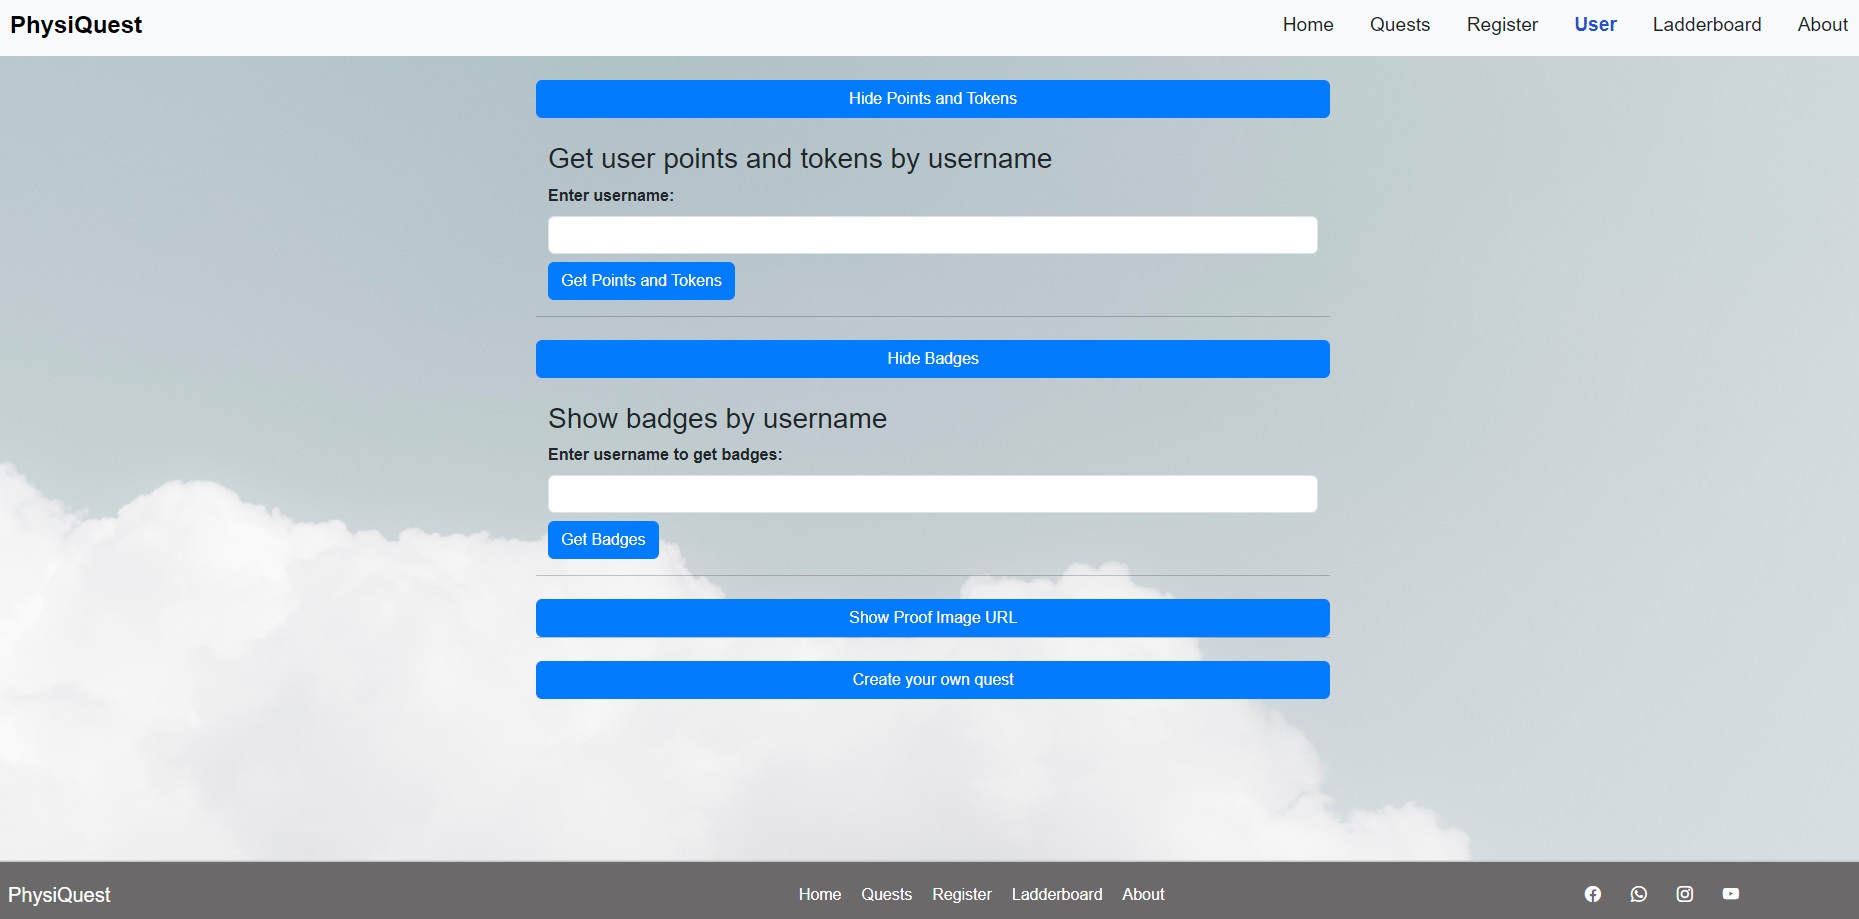 PhysiQuest
Home Quests Register User Ladderboard About
Hide Points and Tokens
Get user points and tokens by username
Enter username:
Get Points and Tokens
Hide Badges
Show badges by username
Enter username to get badges:
Get Badges
Show Proof Image URL
Create your own quest
PhysiQuest
Home Quests Register Ladderboard About